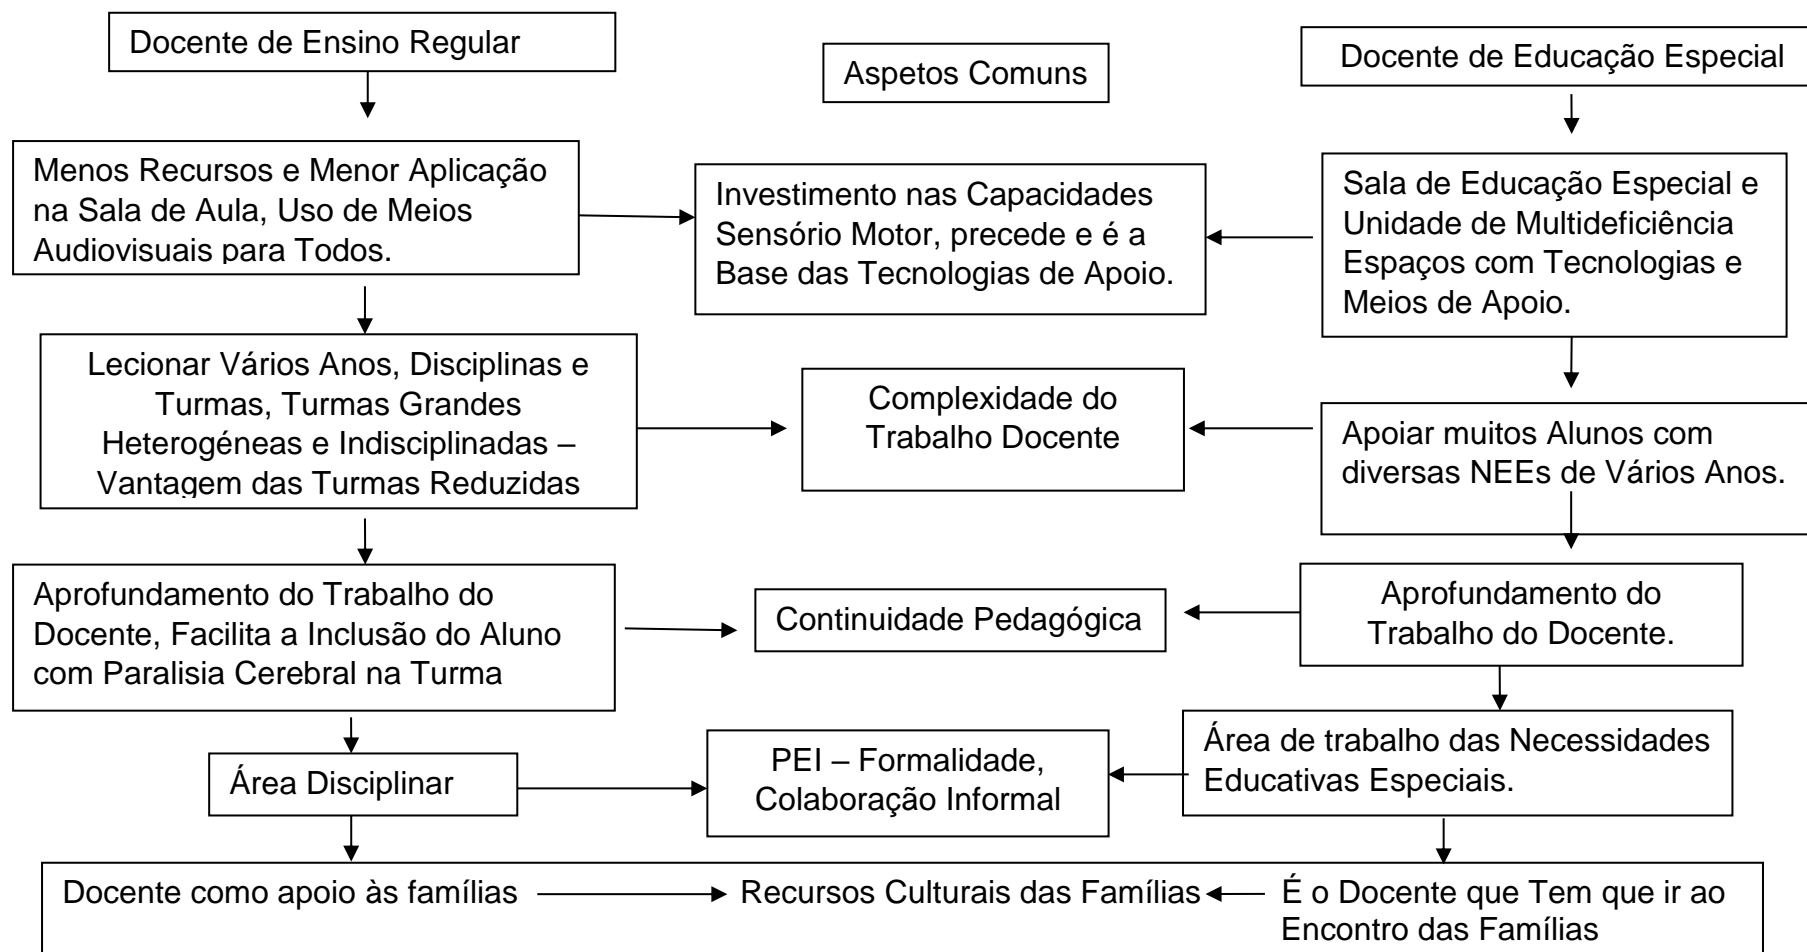 Docente de Ensino Regular
Aspetos Comuns
Docente de Educação Especial
Menos Recursos e Menor Aplicação
na Sala de Aula, Uso de Meios
Audiovisuais para Todos.
Investimento nas Capacidades
Sensório Motor, precede e é a
Base das Tecnologias de Apoio.
Sala de Educação Especial e
Unidade de Multideficiência
Espaços com Tecnologias e
Meios de Apoio.
Lecionar Vários Anos, Disciplinas e
Turmas, Turmas Grandes
Heterogéneas e Indisciplinadas –
Vantagem das Turmas Reduzidas
Complexidade do
Trabalho Docente
Apoiar muitos Alunos com
diversas NEEs de Vários Anos.
Aprofundamento do Trabalho do
Docente, Facilita a Inclusão do Aluno
com Paralisia Cerebral na Turma
Continuidade Pedagógica
Aprofundamento do
Trabalho do Docente.
Área Disciplinar
PEI – Formalidade,
Colaboração Informal
Área de trabalho das Necessidades
Educativas Especiais.
Docente como apoio às famílias
Recursos Culturais das Famílias
É o Docente que Tem que ir ao
Encontro das Famílias